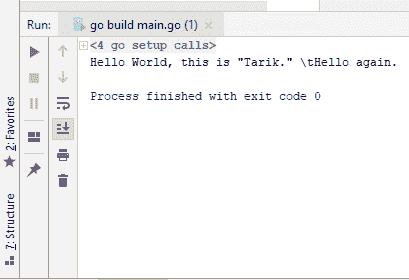 Run: go build main.go (1)
<4 go setup calls>
Hello World, this is "Tarik." \tHello again.
Process finished with exit code 0
2: Favorites
7: Structure